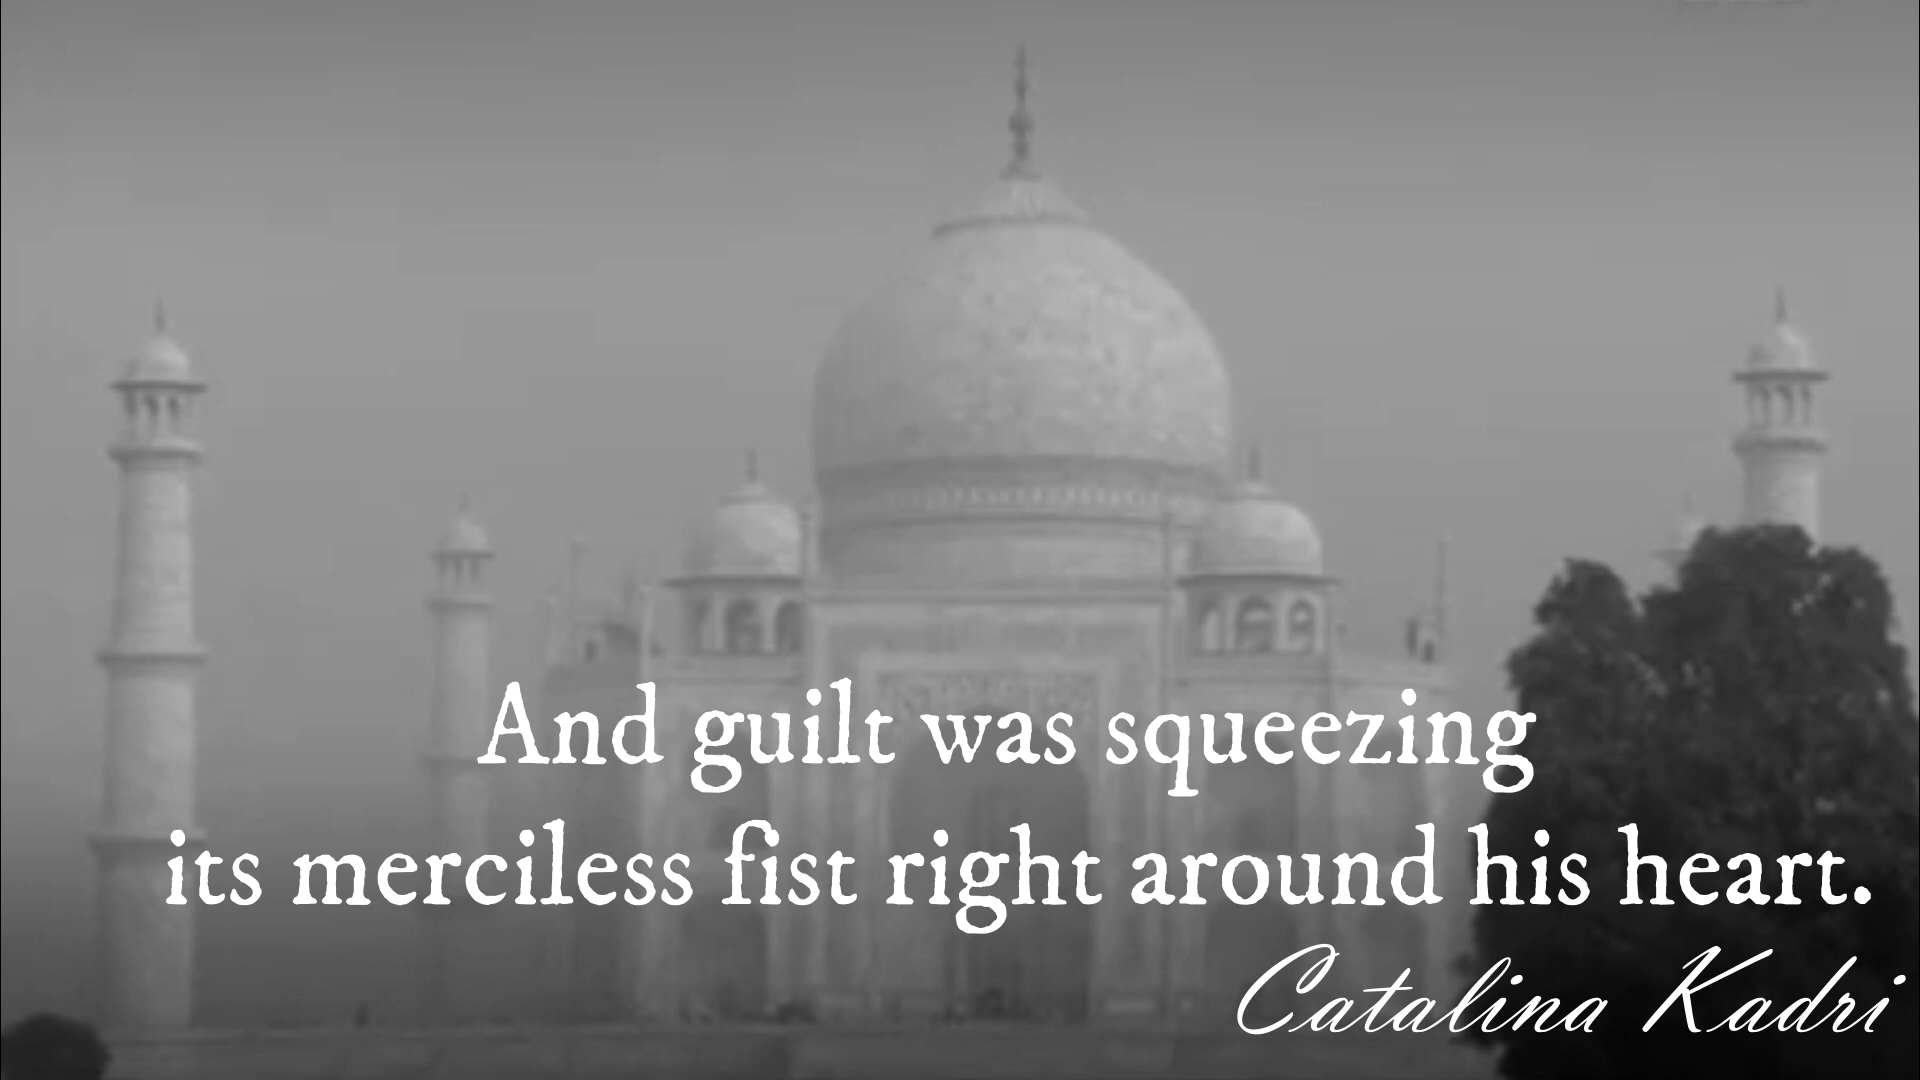 And guilt was squeezing
its merciless fist right around his heart.
Catalina Kadri